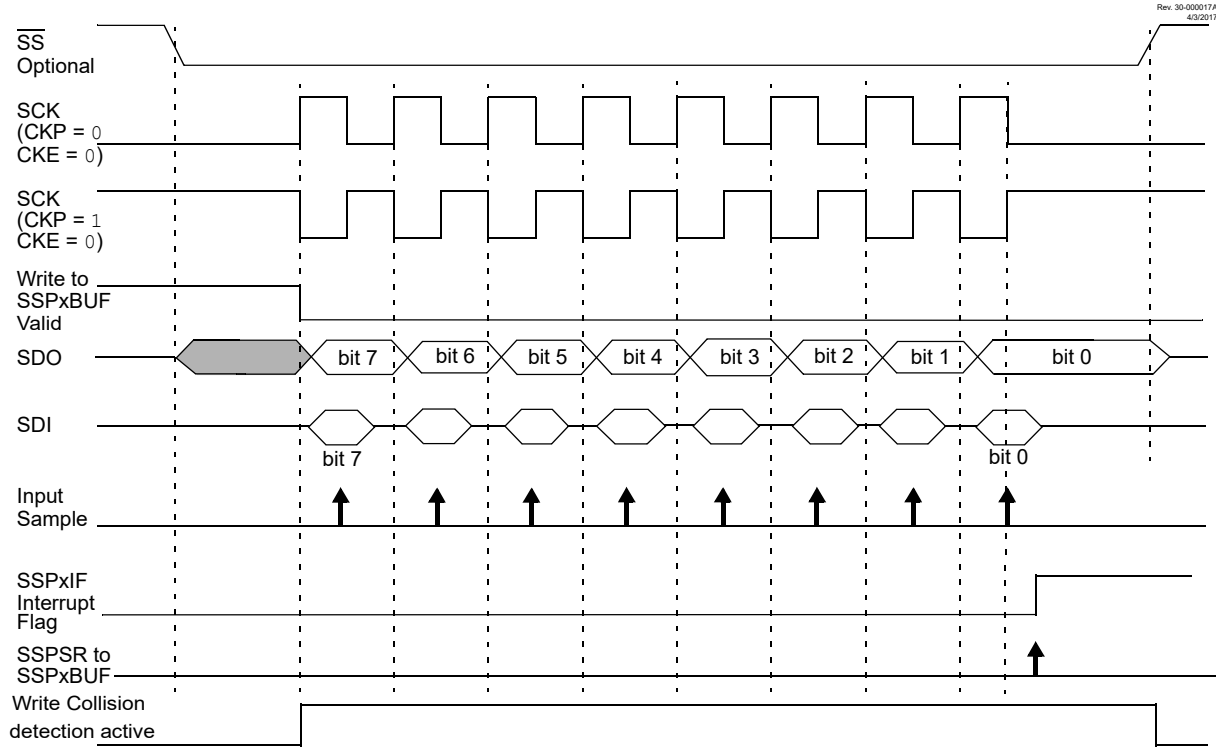 Rev. 30-000017A
4/3/2017
SS
Optional
SCK
(CKP = 0
CKE = 0)
SCK
(CKP = 1
CKE = 0)
Write to
SSPxBUF
Valid
SDO
bit 7 bit 6 bit 5 bit 4 bit 3 bit 2 bit 1 bit 0
SDI
bit 7 bit 0
Input
Sample
SSPxIF
Interrupt
Flag
SSPSR to
SSPxBUF
Write Collision
detection active